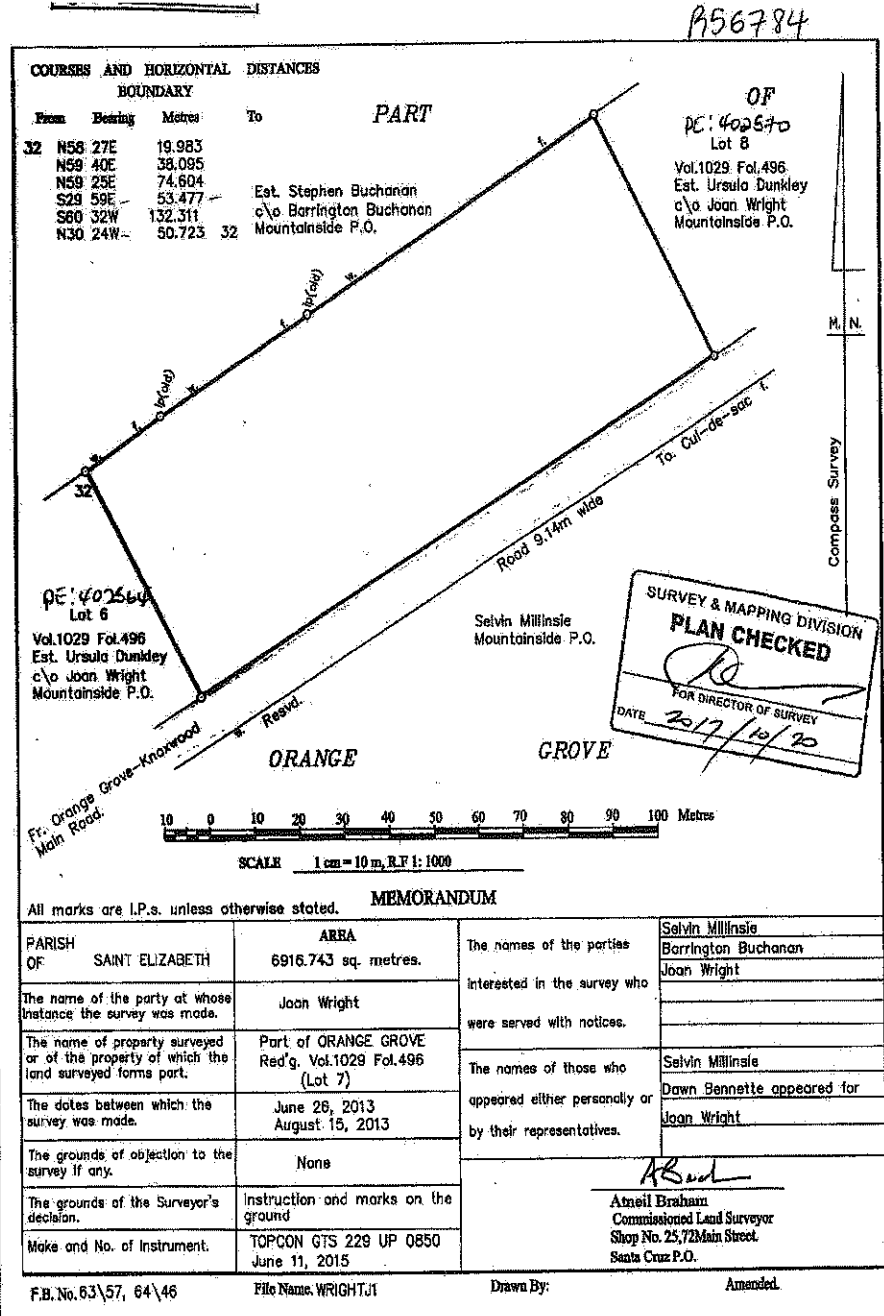 R56784
COURSES AND HORIZONTAL DISTANCES
BOUNDARY
From Bearing Metres To
32 N58 27E 19.983
N59 40E 38.095
N59 25E 74.604
S29 59E 53.477
S60 32W 132.311
N30 24W 50.723 32
Est. Stephen Buchanan
c\o Barrington Buchanan
Mountainside P.O.
PART
OF
PE: 402570
Lot 8
Vol.1029 Fol.496
Est. Ursula Dunkley
c\o Joan Wright
Mountainside P.O.
f.
w.
ip(old)
f.
w.
ip(old)
f.
w.
32
M. N.
Compass Survey
To. Cul-de-sac f.
Road 9.14m wide
w. Resvd.
Fr. Orange Grove-Knoxwood
Main Road.
PE: 402564
Lot 6
Vol.1029 Fol.496
Est. Ursula Dunkley
c\o Joan Wright
Mountainside P.O.
Selvin Millinsie
Mountainside P.O.
SURVEY & MAPPING DIVISION
PLAN CHECKED
FOR DIRECTOR OF SURVEY
DATE 2017/10/20
ORANGE GROVE
10 0 10 20 30 40 50 60 70 80 90 100 Metres
SCALE 1 cm = 10 m, R.F 1: 1000
MEMORANDUM
All marks are I.P.s. unless otherwise stated.
PARISH
OF SAINT ELIZABETH
AREA
6916.743 sq. metres.
The name of the party at whose
instance the survey was made.
Joan Wright
The name of property surveyed
or of the property of which the
land surveyed forms part.
Part of ORANGE GROVE
Red'g. Vol.1029 Fol.496
(Lot 7)
The dates between which the
survey was made.
June 26, 2013
August 15, 2013
The grounds of objection to the
survey if any.
None
The grounds of the Surveyor's
decision.
Instruction and marks on the
ground
Make and No. of Instrument.
TOPCON GTS 229 UP 0850
June 11, 2015
The names of the parties
interested in the survey who
were served with notices.
Selvin Millinsie
Barrington Buchanan
Joan Wright
The names of those who
appeared either personally or
by their representatives.
Selvin Millinsie
Dawn Bennette appeared for
Joan Wright
Atneil Braham
Commissioned Land Surveyor
Shop No. 25,72Main Street.
Santa Cruz P.O.
F.B. No. 63\57, 64\46
File Name. WRIGHTJ1
Drawn By:
Amended.